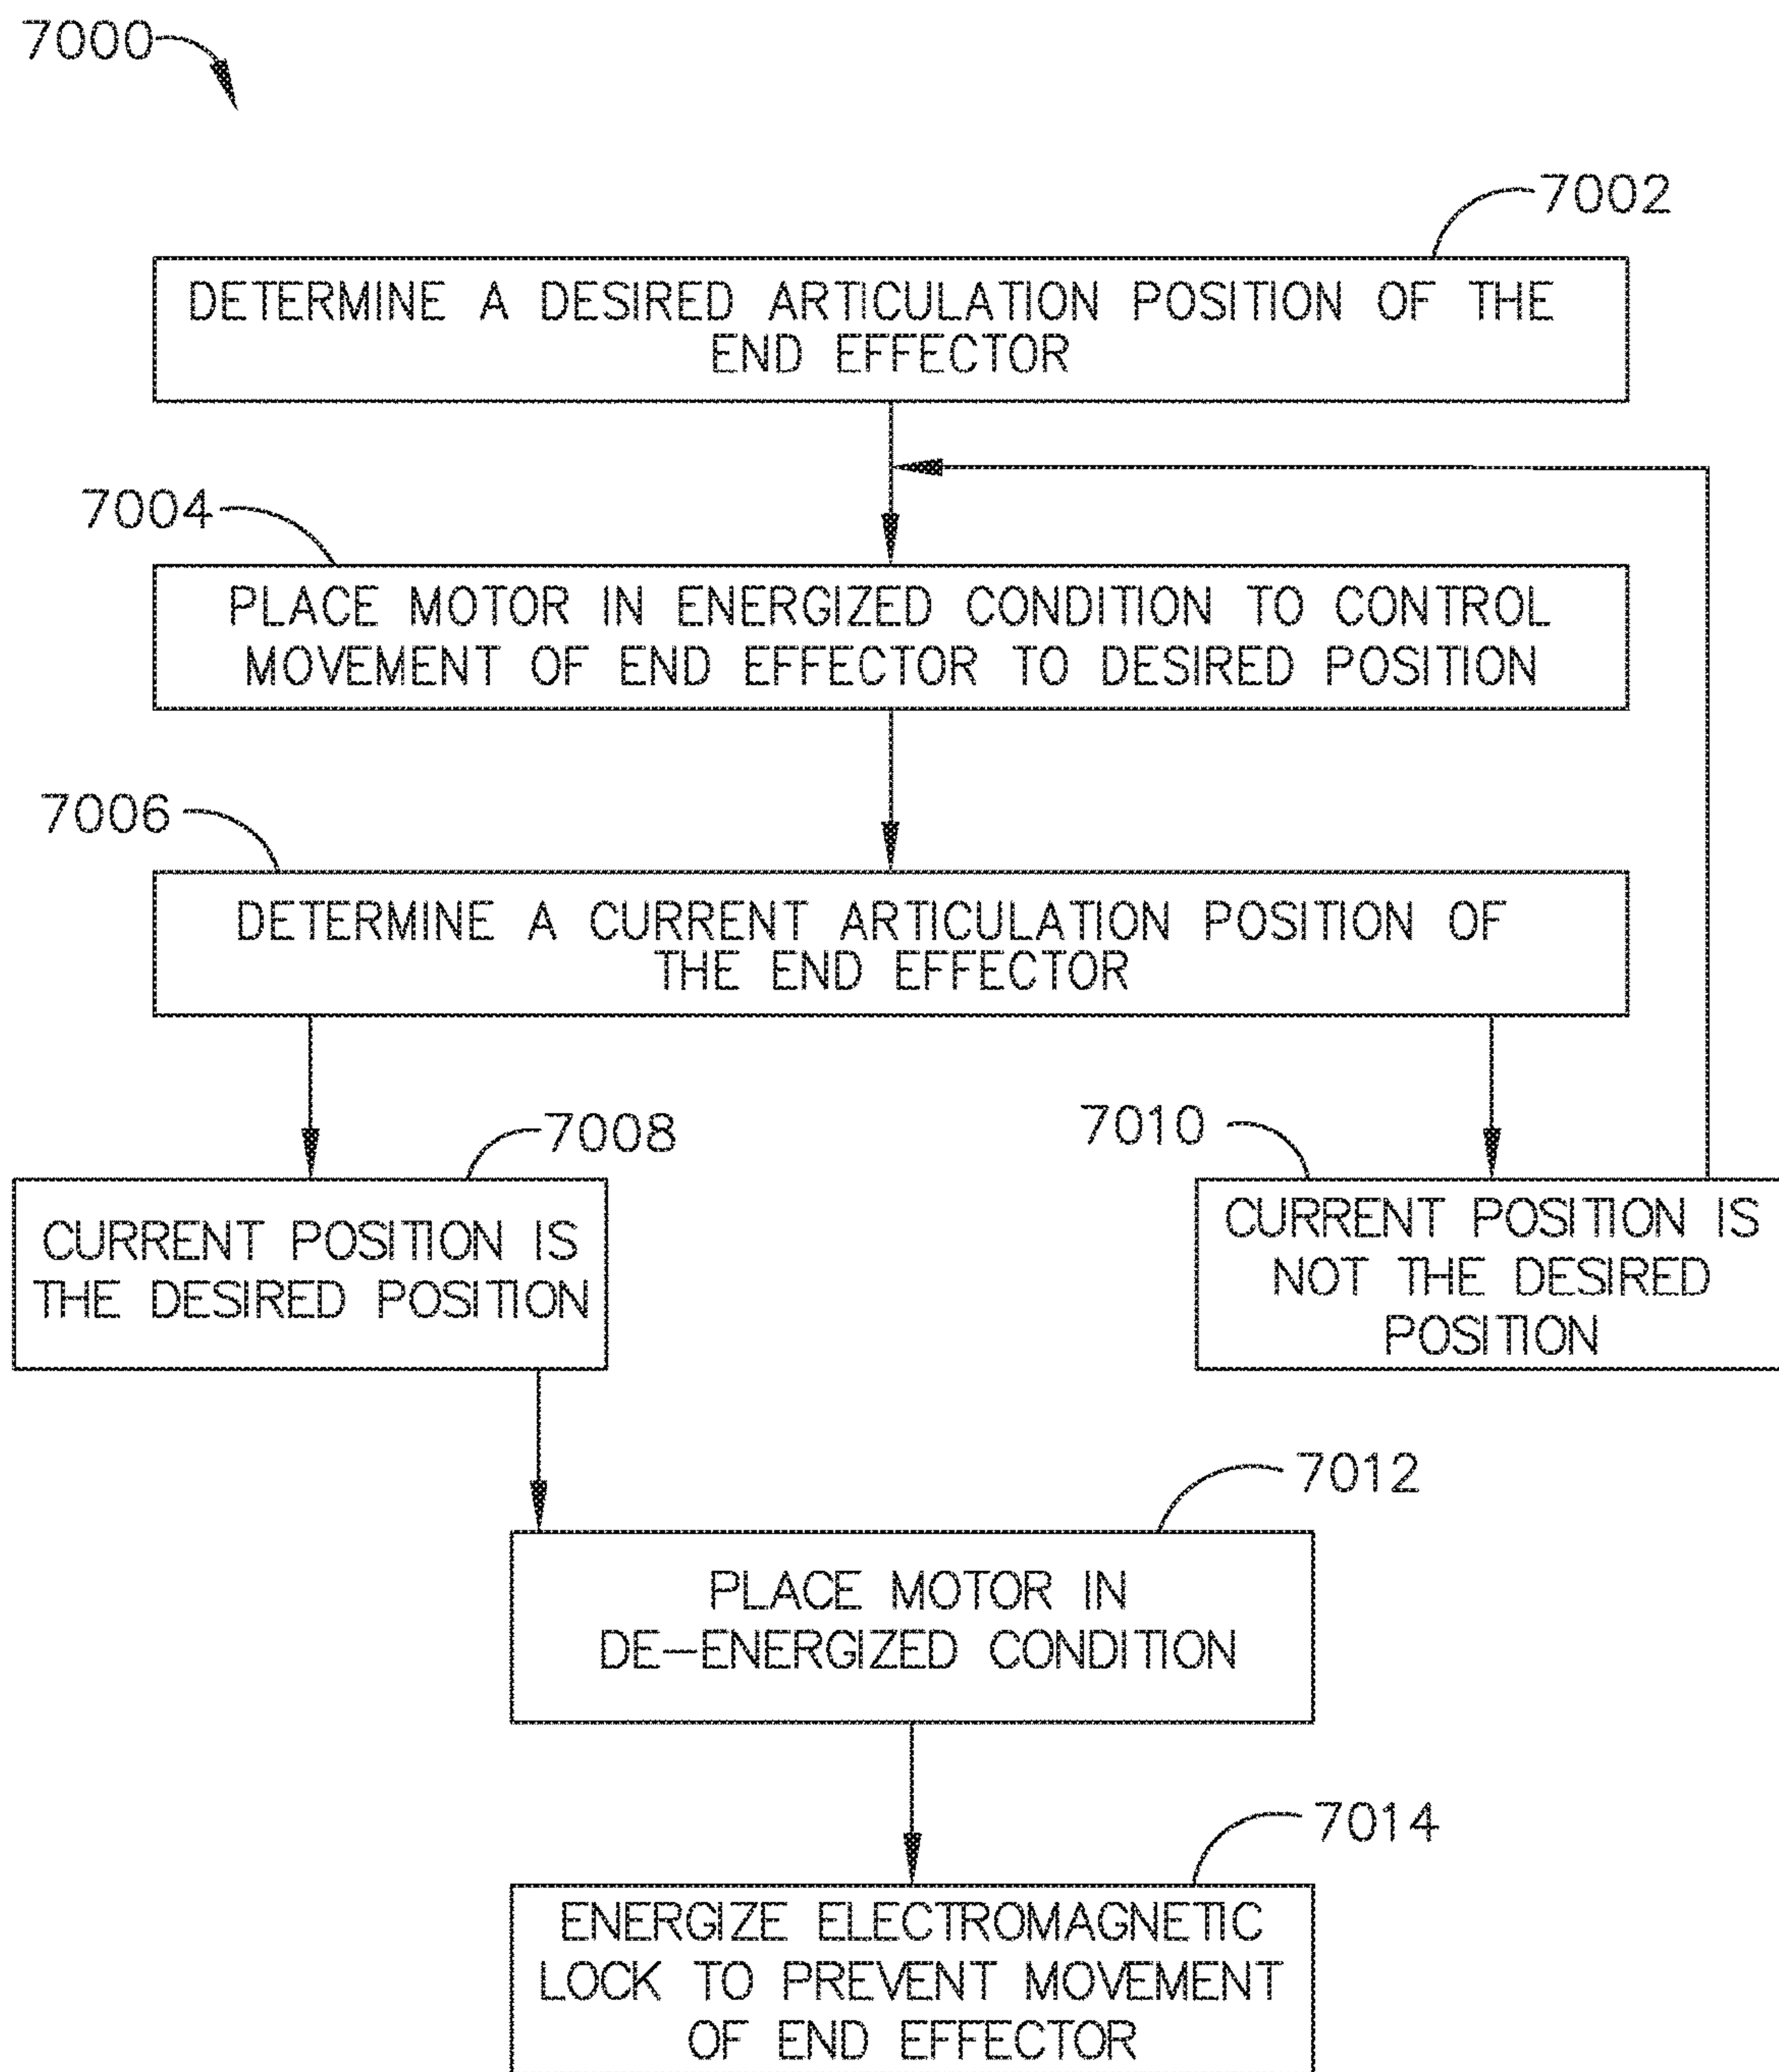 7000
7002
DETERMINE A DESIRED ARTICULATION POSITION OF THE
END EFFECTOR
7004
PLACE MOTOR IN ENERGIZED CONDITION TO CONTROL
MOVEMENT OF END EFFECTOR TO DESIRED POSITION
7006
DETERMINE A CURRENT ARTICULATION POSITION OF
THE END EFFECTOR
7008
CURRENT POSITION IS
THE DESIRED POSITION
7010
CURRENT POSITION IS
NOT THE DESIRED
POSITION
7012
PLACE MOTOR IN
DE-ENERGIZED CONDITION
7014
ENERGIZE ELECTROMAGNETIC
LOCK TO PREVENT MOVEMENT
OF END EFFECTOR